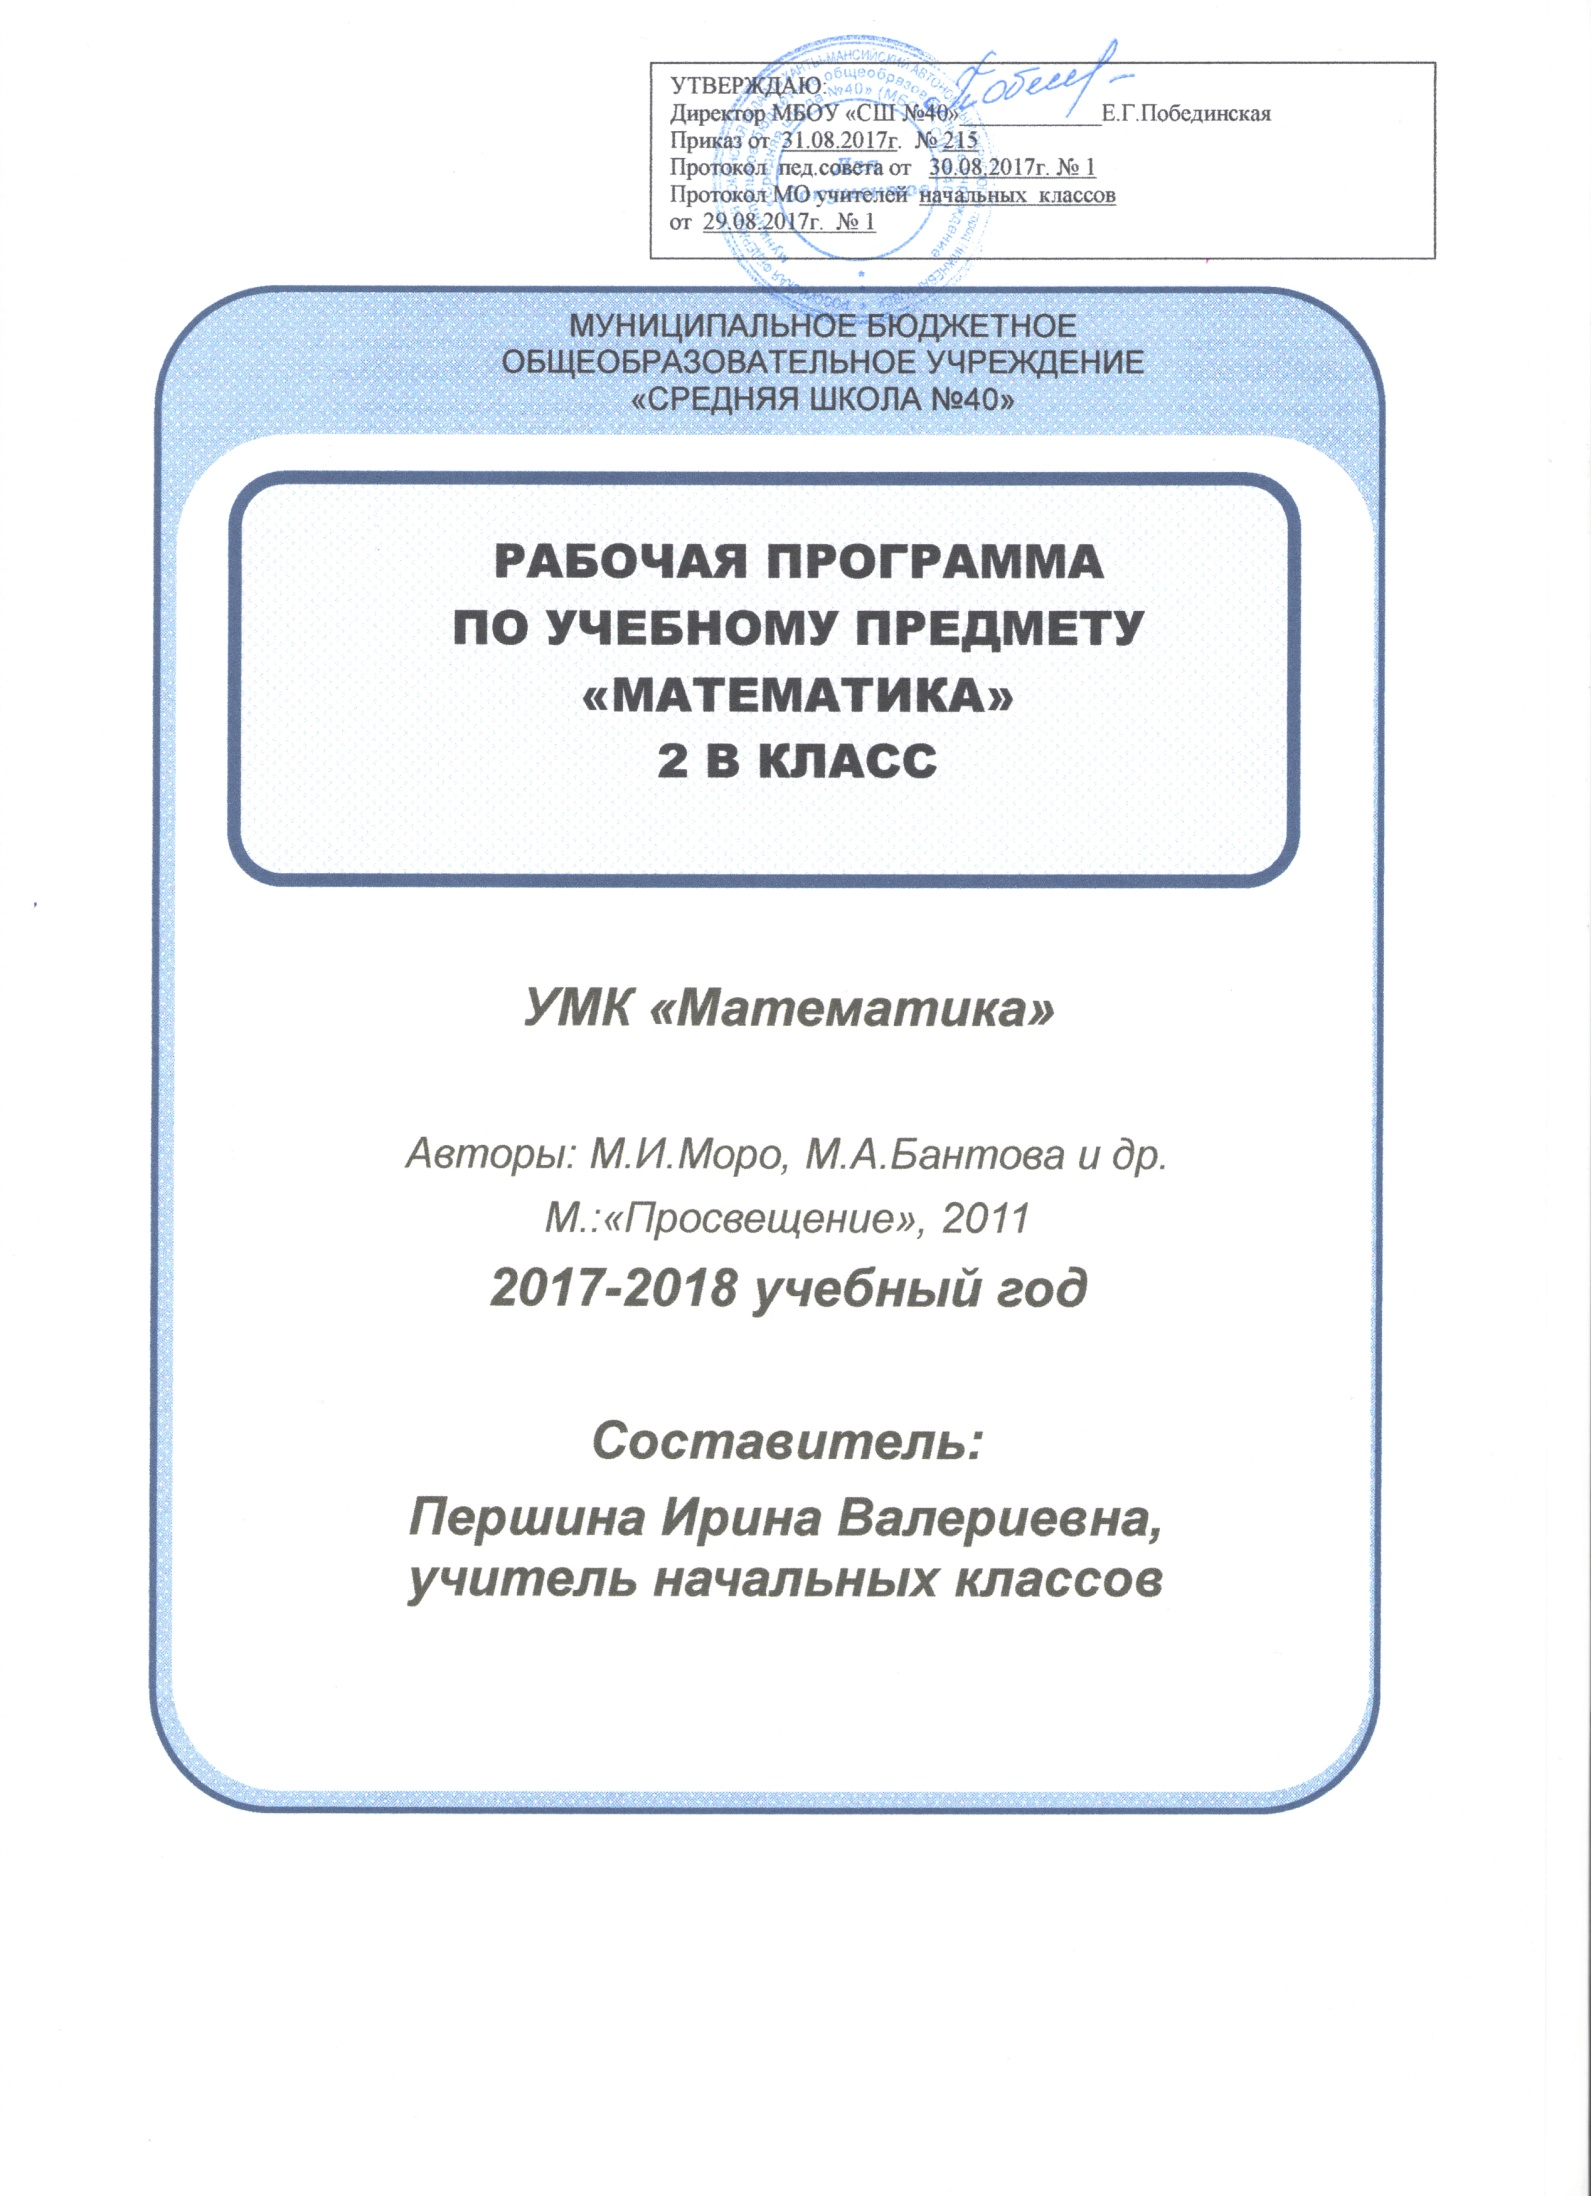 УТВЕРЖДАЮ:
Директор МБОУ «СШ №40»____________Е.Г.Побединская
Приказ от 31.08.2017г. № 215
Протокол пед.совета от 30.08.2017г. № 1
Протокол МО учителей начальных классов
от 29.08.2017г. № 1
МУНИЦИПАЛЬНОЕ БЮДЖЕТНОЕ
ОБЩЕОБРАЗОВАТЕЛЬНОЕ УЧРЕЖДЕНИЕ
«СРЕДНЯЯ ШКОЛА №40»
РАБОЧАЯ ПРОГРАММА
ПО УЧЕБНОМУ ПРЕДМЕТУ
«МАТЕМАТИКА»
2 В КЛАСС
УМК «Математика»
Авторы: М.И.Моро, М.А.Бантова и др.
М.:«Просвещение», 2011
2017-2018 учебный год
Составитель:
Першина Ирина Валериевна,
учитель начальных классов